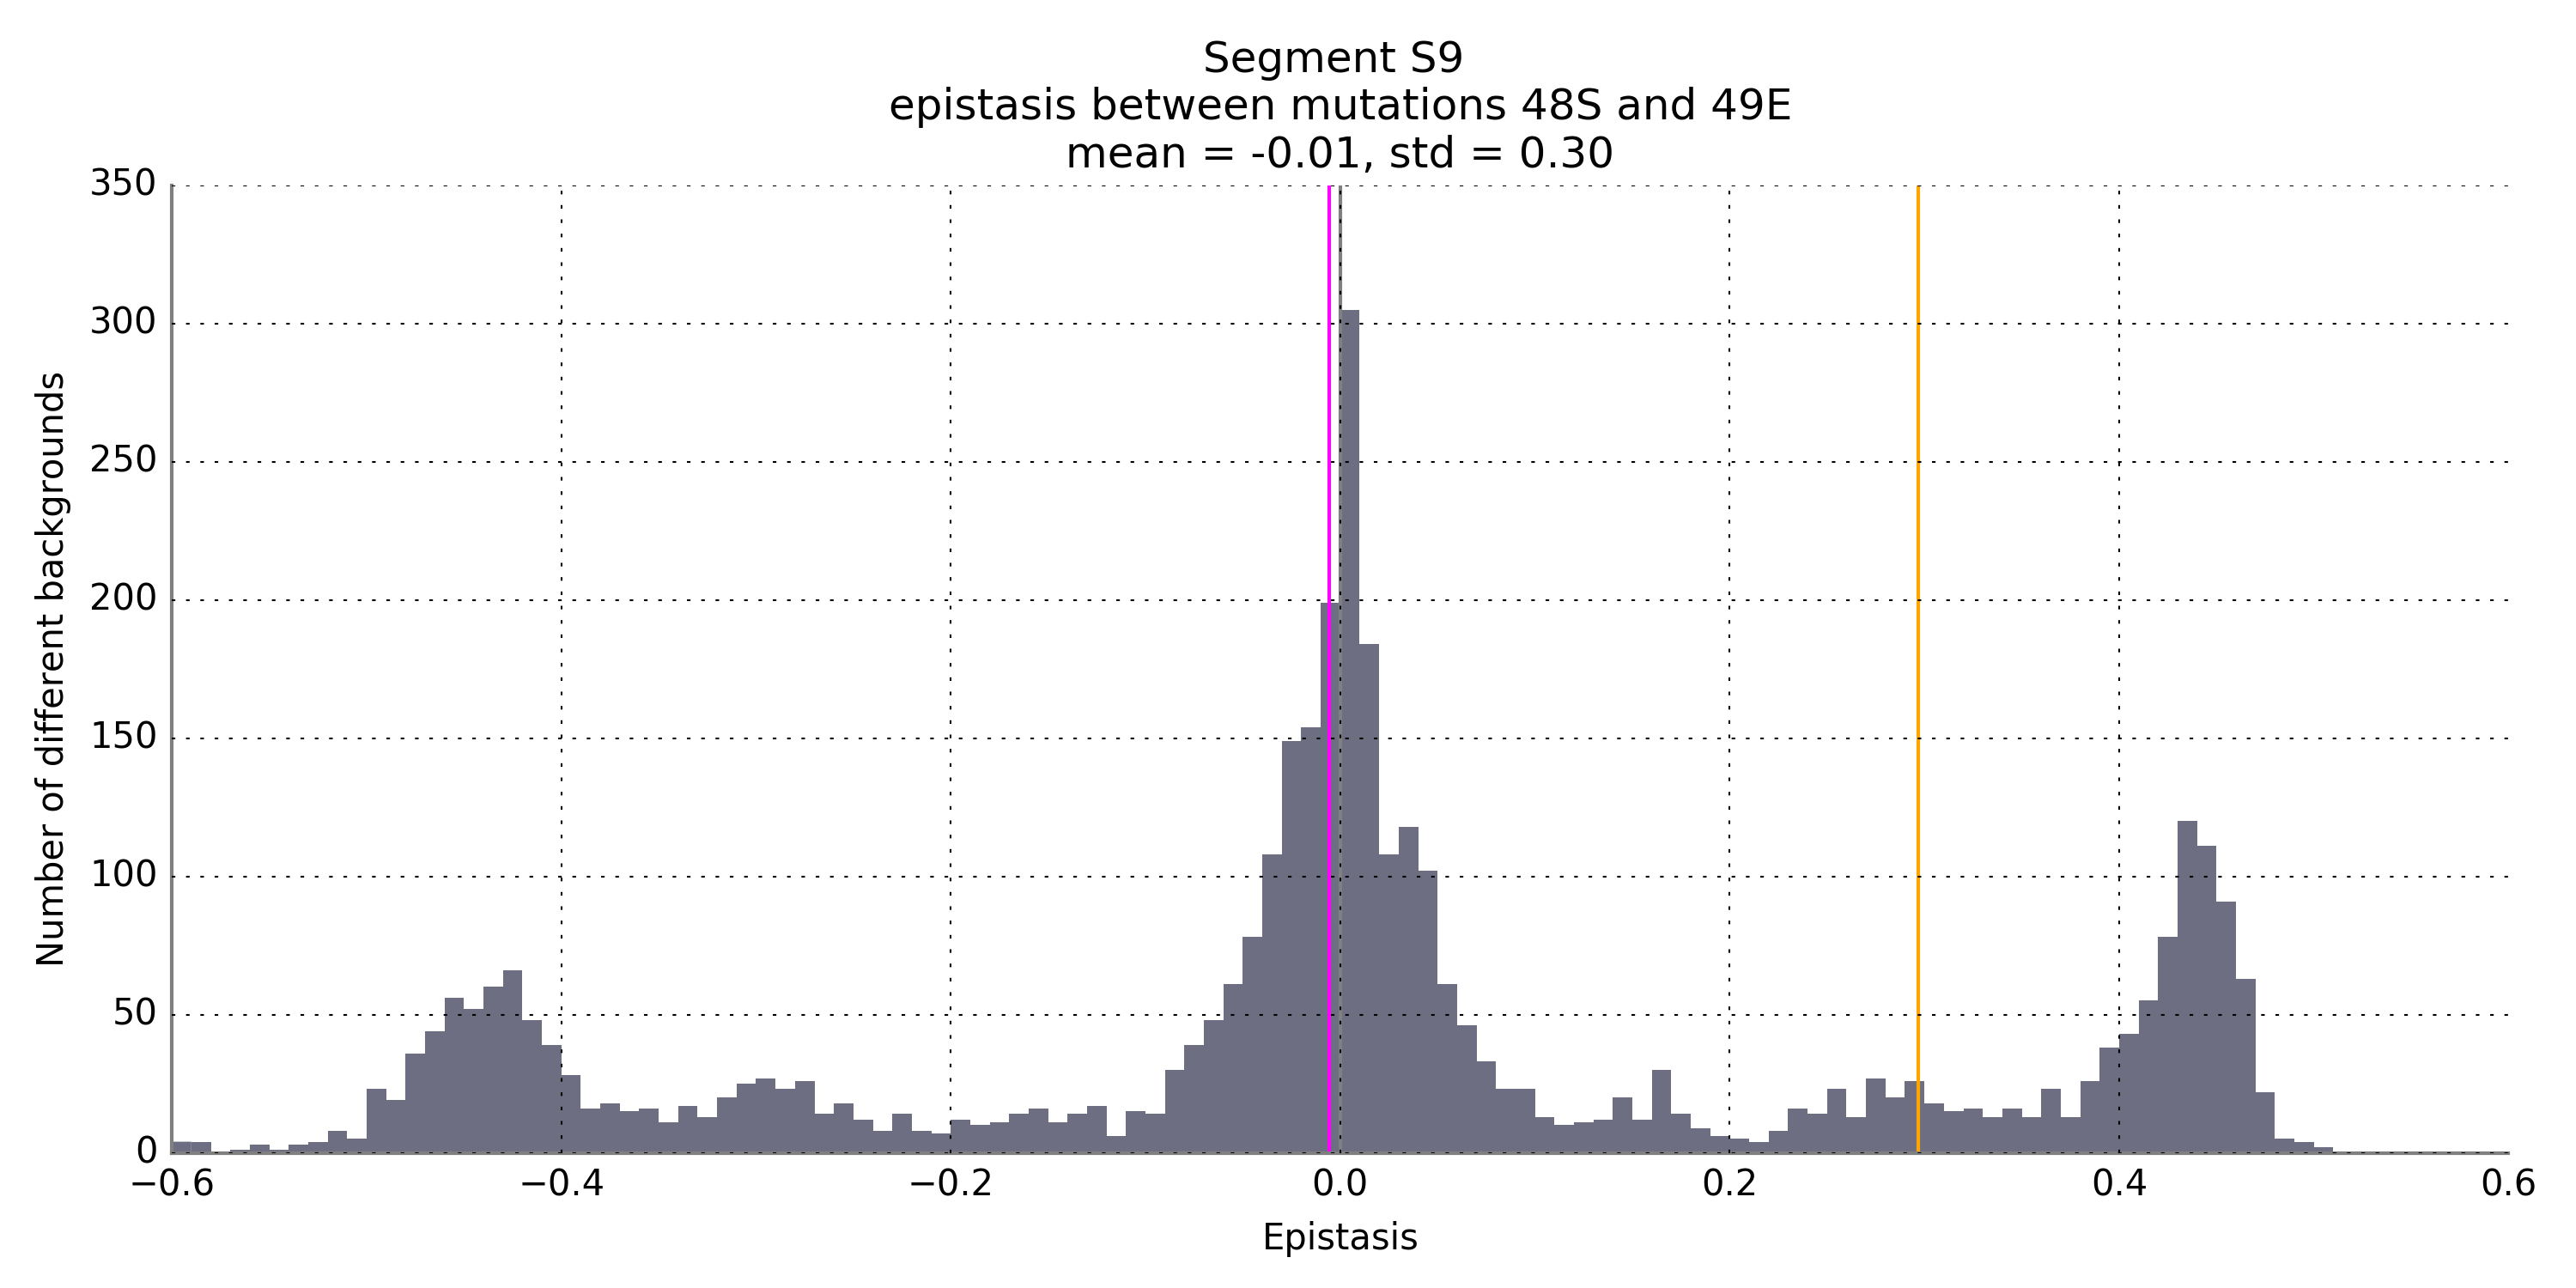 Segment S9
epistasis between mutations 48S and 49E
mean = -0.01, std = 0.30
350
300
250
200
150
100
50
0
Number of different backgrounds
−0.6 −0.4 −0.2 0.0 0.2 0.4 0.6
Epistasis